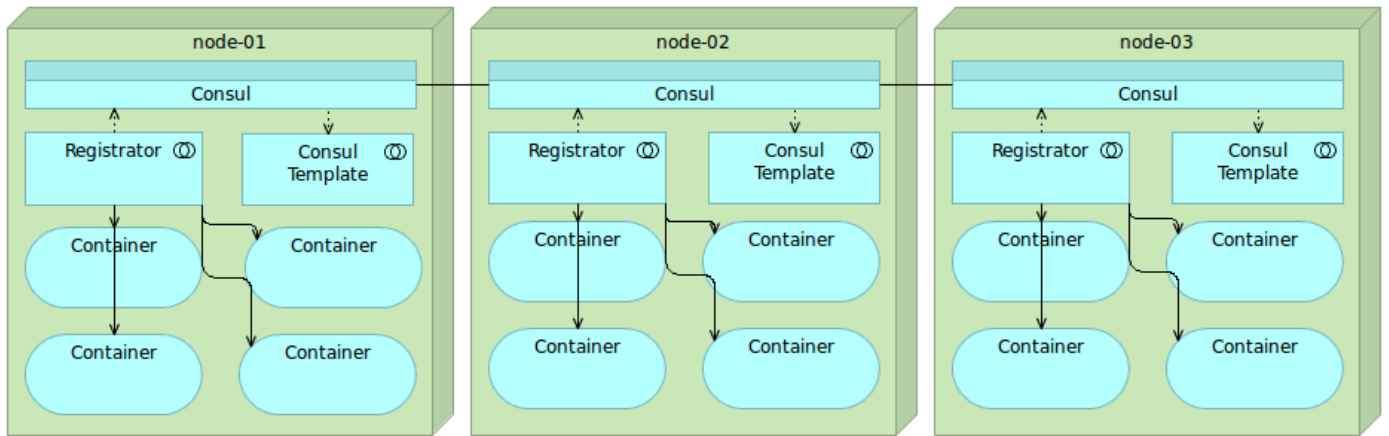 node-01
Consul
Registrator
Consul
Template
Container
Container
Container
Container
node-02
Consul
Registrator
Consul
Template
Container
Container
Container
Container
node-03
Consul
Registrator
Consul
Template
Container
Container
Container
Container